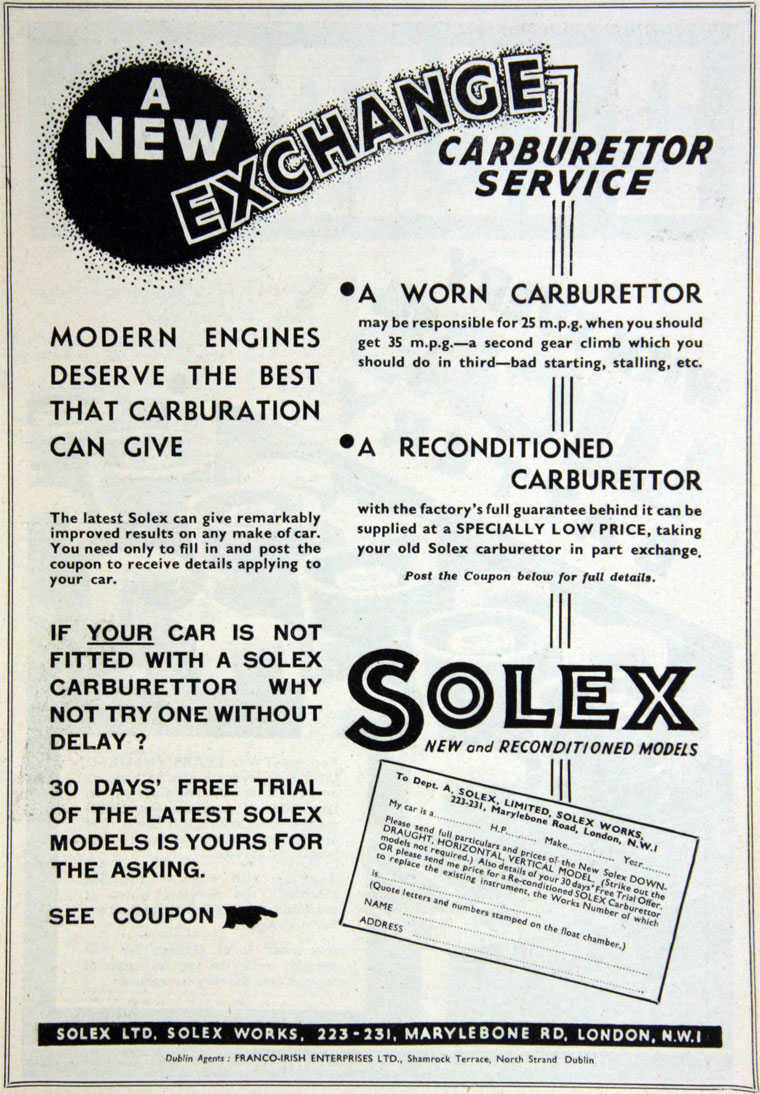 A
NEW
EXCHANGE
CARBURETTOR
SERVICE
MODERN ENGINES
DESERVE THE BEST
THAT CARBURATION
CAN GIVE
The latest Solex can give remarkably
improved results on any make of car.
You need only to fill in and post the
coupon to receive details applying to
your car.
IF YOUR CAR IS NOT
FITTED WITH A SOLEX
CARBURETTOR WHY
NOT TRY ONE WITHOUT
DELAY ?
30 DAYS' FREE TRIAL
OF THE LATEST SOLEX
MODELS IS YOURS FOR
THE ASKING.
SEE COUPON
•A WORN CARBURETTOR
may be responsible for 25 m.p.g. when you should
get 35 m.p.g.—a second gear climb which you
should do in third—bad starting, stalling, etc.
•A RECONDITIONED
CARBURETTOR
with the factory's full guarantee behind it can be
supplied at a SPECIALLY LOW PRICE, taking
your old Solex carburettor in part exchange.
Post the Coupon below for full details.
SOLEX
NEW and RECONDITIONED MODELS
To Dept. A, SOLEX, LIMITED, SOLEX WORKS,
223-231, Marylebone Road, London, N.W.1
My car is a.............. H.P......... Make.............. Year.........
Please send full particulars and prices of the New Solex DOWN-
DRAUGHT, HORIZONTAL, VERTICAL MODEL. (Strike out the
models not required.) Also details of your 30 days' Free Trial Offer.
OR please send me price for a Re-conditioned SOLEX Carburettor
to replace the existing instrument, the Works Number of which
is..............................
(Quote letters and numbers stamped on the float chamber.)
NAME ..............................
ADDRESS ..............................
SOLEX LTD. SOLEX WORKS, 223-231, MARYLEBONE RD, LONDON, N.W.1
Dublin Agents : FRANCO-IRISH ENTERPRISES LTD., Shamrock Terrace, North Strand Dublin